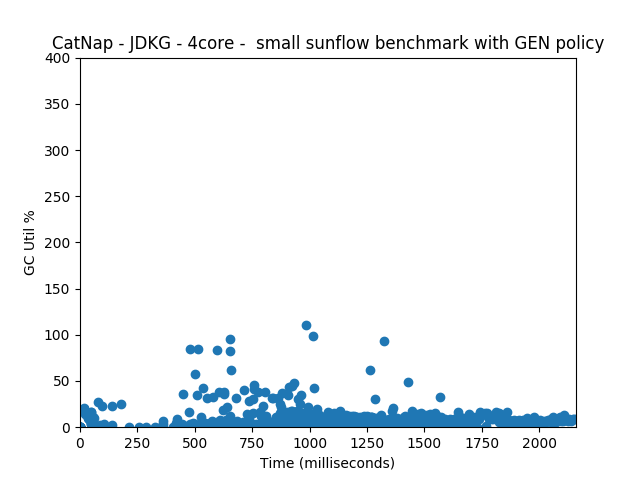 CatNap - JDKG - 4core -  small sunflow benchmark with GEN policy
400
350
300
250
200
150
100
50
0
GC Util %
0 250 500 750 1000 1250 1500 1750 2000
Time (milliseconds)